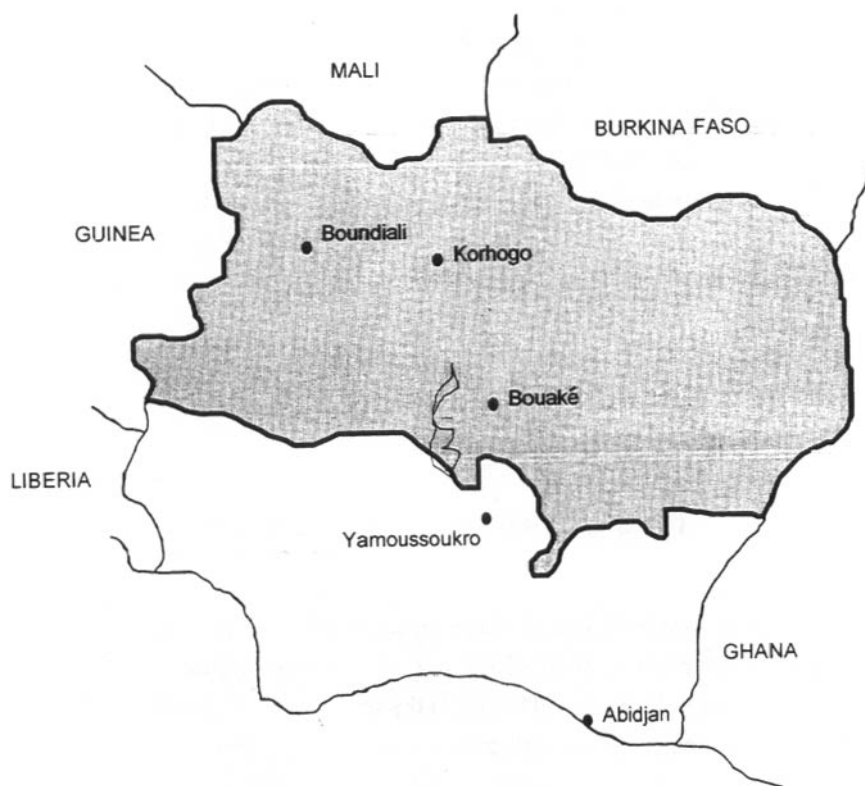 MALI
BURKINA FASO
GUINEA
Boundiali
Korhogo
Bouaké
LIBERIA
Yamoussoukro
GHANA
Abidjan